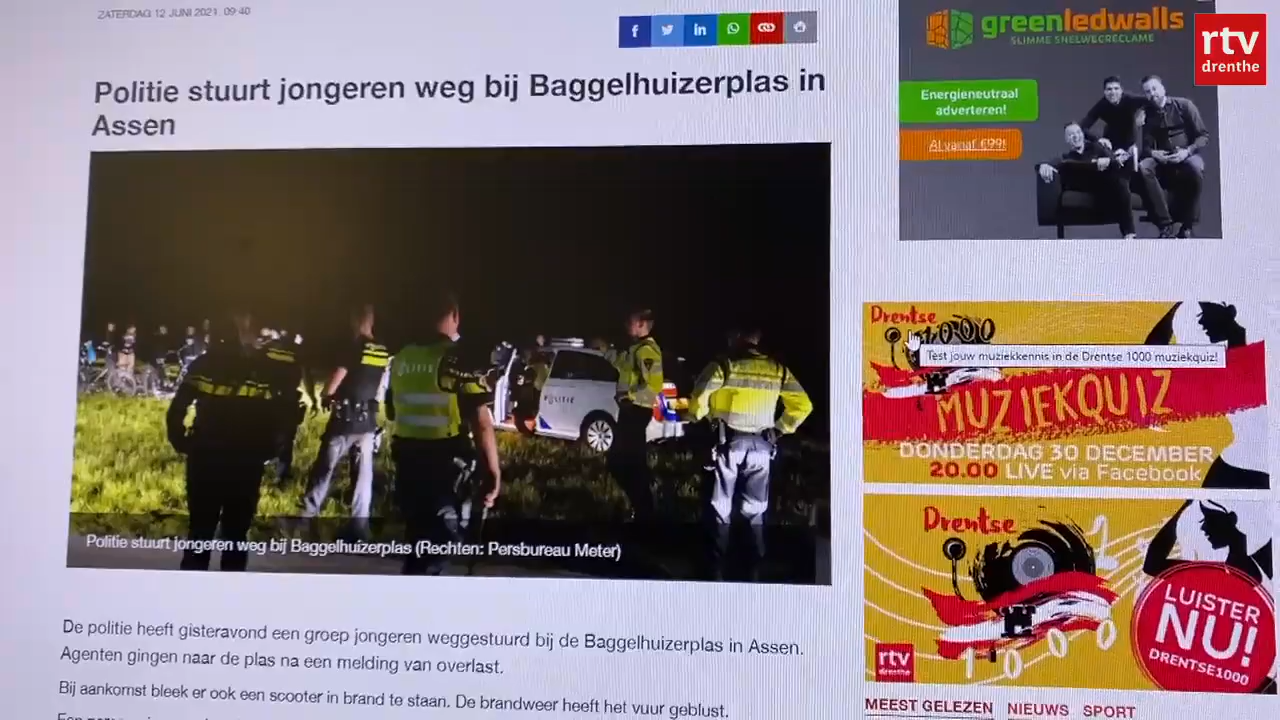 ZATERDAG 12 JUNI 2021, 09:40
Politie stuurt jongeren weg bij Baggelhuizerplas in
Assen
POLITIE
POLITIE
Politie stuurt jongeren weg bij Baggelhuizerplas (Rechten: Persbureau Meter)
De politie heeft gisteravond een groep jongeren weggestuurd bij de Baggelhuizerplas in Assen.
Agenten gingen naar de plas na een melding van overlast.
Bij aankomst bleek er ook een scooter in brand te staan. De brandweer heeft het vuur geblust.
greenledwalls
SLIMME SNELWEGRECLAME
Energieneutraal
adverteren!
Al vanaf €99!
rtv
drenthe
Drentse
1000
Test jouw muziekkennis in de Drentse 1000 muziekquiz!
MUZIEKQUIZ
DONDERDAG 30 DECEMBER
20.00 LIVE via Facebook
Drentse
1000
LUISTER
NU!
DRENTSE1000
rtv
drenthe
MEEST GELEZEN NIEUWS SPORT